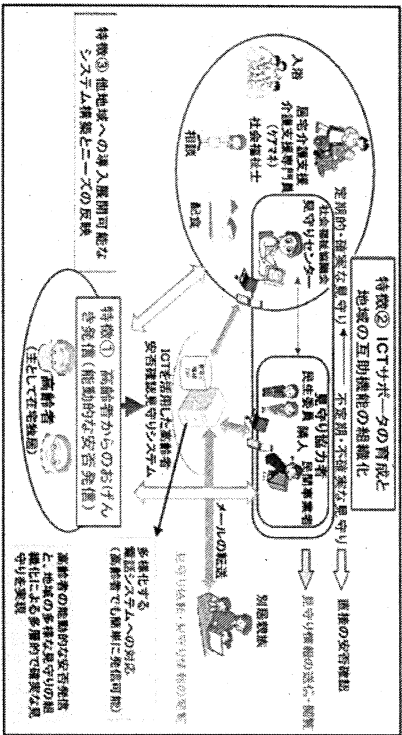 特徴② ICTサポータの育成と
地域の互助機能の組織化
定期的・確実な見守り
不定期・不確実な見守り
直接の安否確認
見守り情報の送信・閲覧
社会福祉協議会
見守りセンター
見守り協力者
民生委員 隣人
民間事業者
居宅介護支援
介護支援専門員
(ケアマネ)
社会福祉士
入浴
相談
配食
メールの転送
別居親族
ICTを活用した高齢者
安否確認見守りシステム
多様化する
電話システムへの対応
(高齢者でも簡単に発信可能)
特徴③ 他地域への導入展開可能な
システム構築とニーズの反映
特徴① 高齢者からのおげん
き発信(能動的な安否発信)
高齢者
(主として在宅独居)
高齢者の能動的な安否発信
と、地域の多様な見守りの組
織化による多層的で確実な見
守りを実現